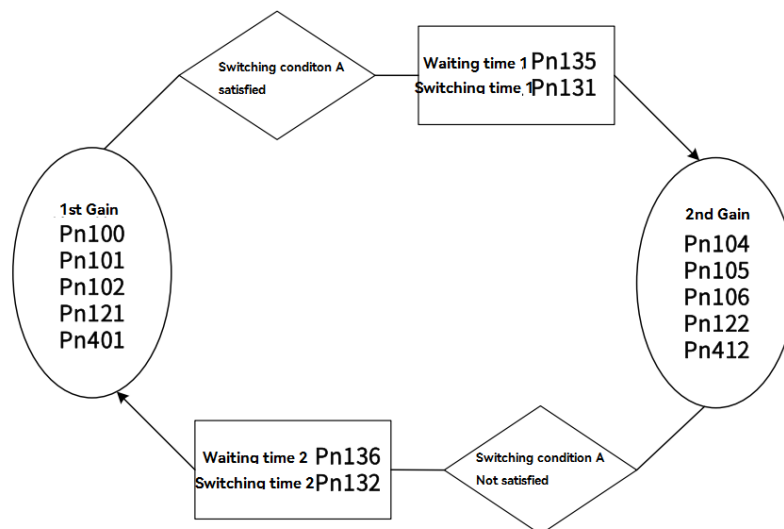 Switching conditon A
satisfied
Waiting time 1 Pn135
Switching time 1 Pn131
1st Gain
Pn100
Pn101
Pn102
Pn121
Pn401
2nd Gain
Pn104
Pn105
Pn106
Pn122
Pn412
Waiting time 2 Pn136
Switching time 2 Pn132
Switching condition A
Not satisfied